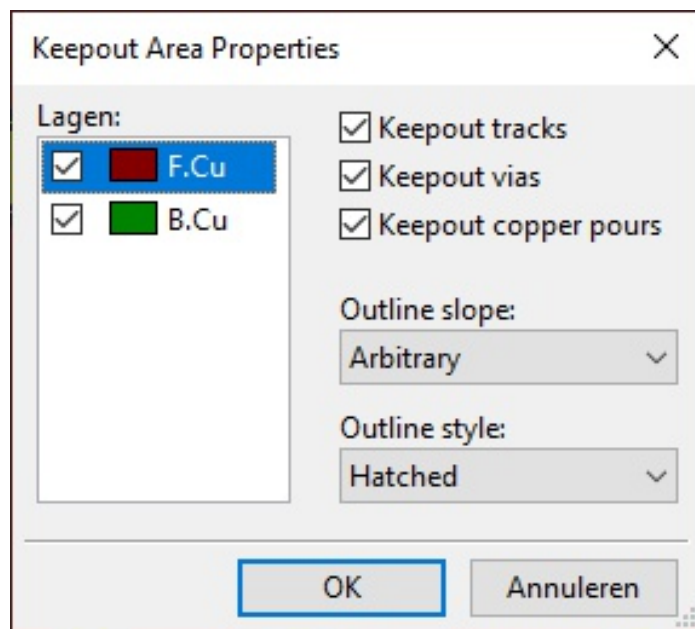 Keepout Area Properties
Lagen:
F.Cu
B.Cu
Keepout tracks
Keepout vias
Keepout copper pours
Outline slope:
Arbitrary
Outline style:
Hatched
OK
Annuleren